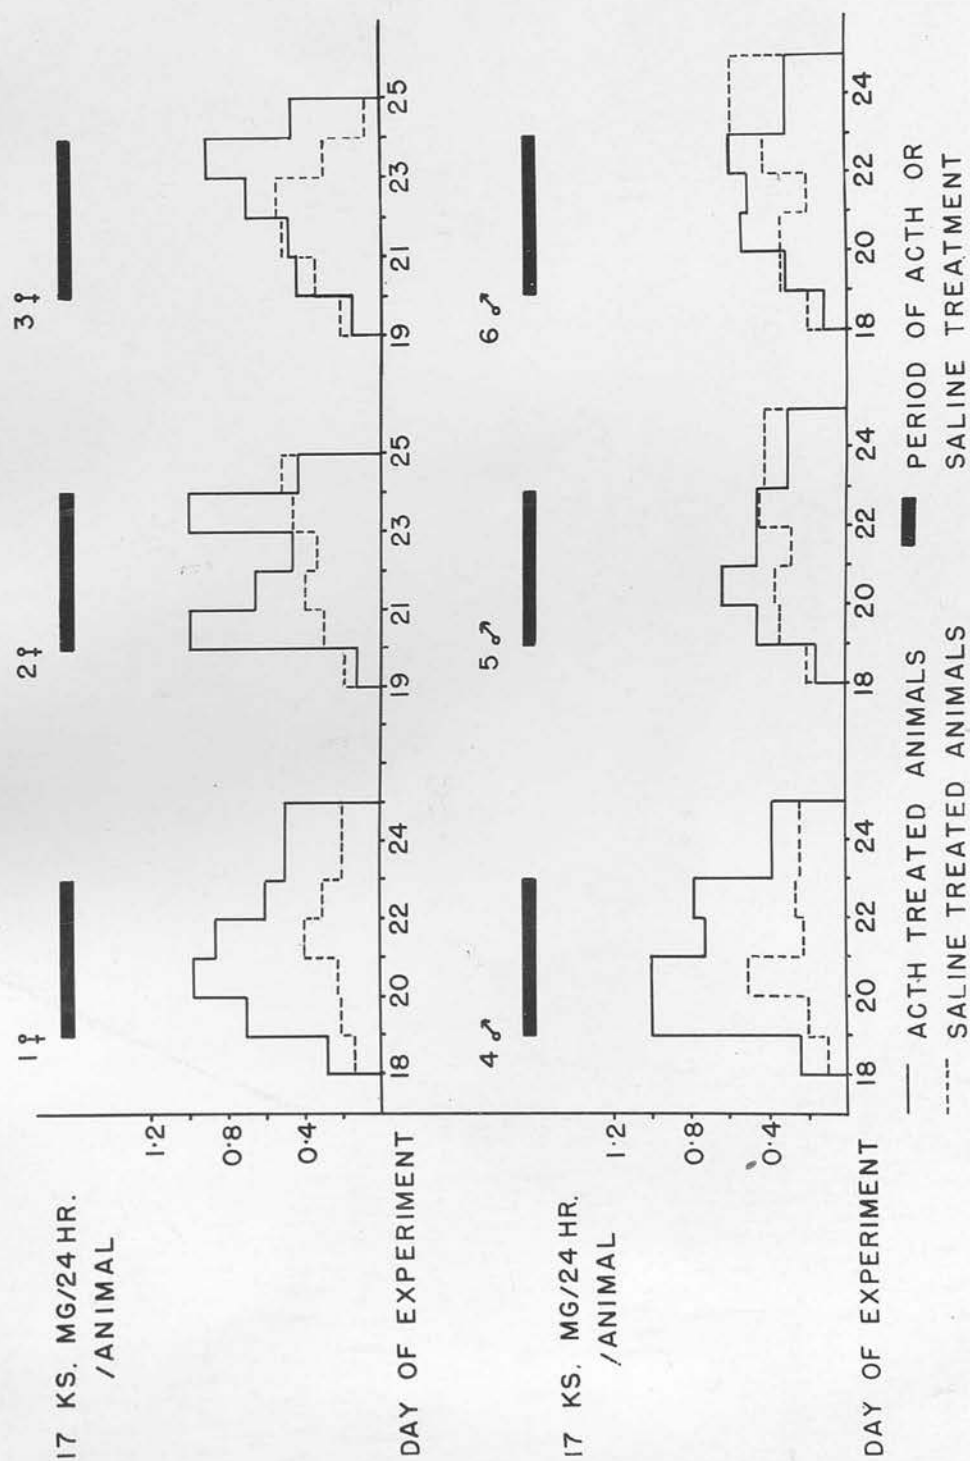 17 KS. MG/24 HR.
/ANIMAL
1♀ 2♀ 3♀
1·2
0·8
0·4
18 20 22 24 19 21 23 25 19 21 23 25
DAY OF EXPERIMENT
17 KS. MG/24 HR.
/ANIMAL
4♂ 5♂ 6♂
1·2
0·8
0·4
18 20 22 24 18 20 22 24 18 20 22 24
DAY OF EXPERIMENT
ACTH TREATED ANIMALS
SALINE TREATED ANIMALS
PERIOD OF ACTH OR
SALINE TREATMENT